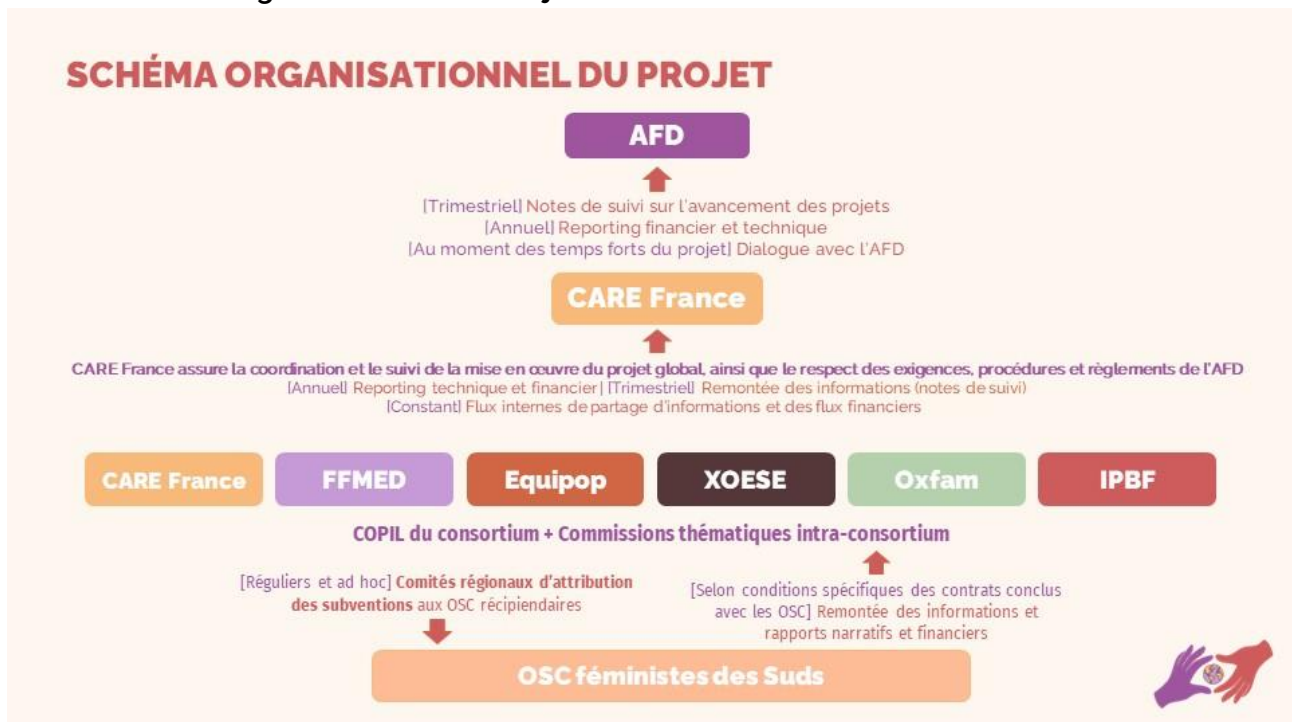 SCHÉMA ORGANISATIONNEL DU PROJET
AFD
[Trimestriel] Notes de suivi sur l'avancement des projets
[Annuel] Reporting financier et technique
[Au moment des temps forts du projet] Dialogue avec l'AFD
CARE France
CARE France assure la coordination et le suivi de la mise en œuvre du projet global, ainsi que le respect des exigences, procédures et règlements de l'AFD
[Annuel] Reporting technique et financier| [Trimestriel] Remontée des informations (notes de suivi)
[Constant] Flux internes de partage d'informations et des flux financiers
CARE France
FFMED
Equipop
XOESE
Oxfam
IPBF
COPIL du consortium + Commissions thématiques intra-consortium
[Réguliers et ad hoc] Comités régionaux d'attribution
des subventions aux OSC récipiendaires
[Selon conditions spécifiques des contrats conclus
avec les OSC] Remontée des informations et
rapports narratifs et financiers
OSC féministes des Suds